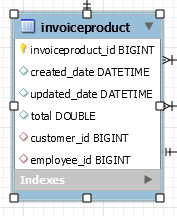 invoiceproduct
invoiceproduct_id BIGINT
created_date DATETIME
updated_date DATETIME
total DOUBLE
customer_id BIGINT
employee_id BIGINT
Indexes